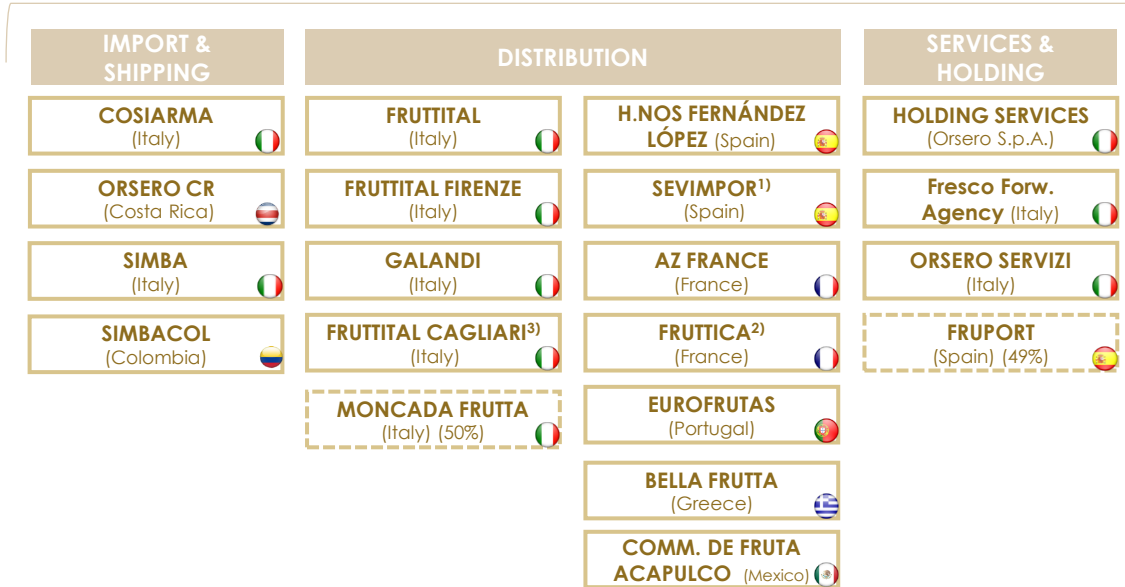 IMPORT &
SHIPPING
COSIARMA
(Italy)
ORSERO CR
(Costa Rica)
SIMBA
(Italy)
SIMBACOL
(Colombia)
DISTRIBUTION
FRUTTITAL
(Italy)
FRUTTITAL FIRENZE
(Italy)
GALANDI
(Italy)
FRUTTITAL CAGLIARI3)
(Italy)
MONCADA FRUTTA
(Italy) (50%)
H.NOS FERNÁNDEZ
LÓPEZ (Spain)
SEVIMPOR1)
(Spain)
AZ FRANCE
(France)
FRUTTICA2)
(France)
EUROFRUTAS
(Portugal)
BELLA FRUTTA
(Greece)
COMM. DE FRUTA
ACAPULCO (Mexico)
SERVICES &
HOLDING
HOLDING SERVICES
(Orsero S.p.A.)
Fresco Forw.
Agency (Italy)
ORSERO SERVIZI
(Italy)
FRUPORT
(Spain) (49%)